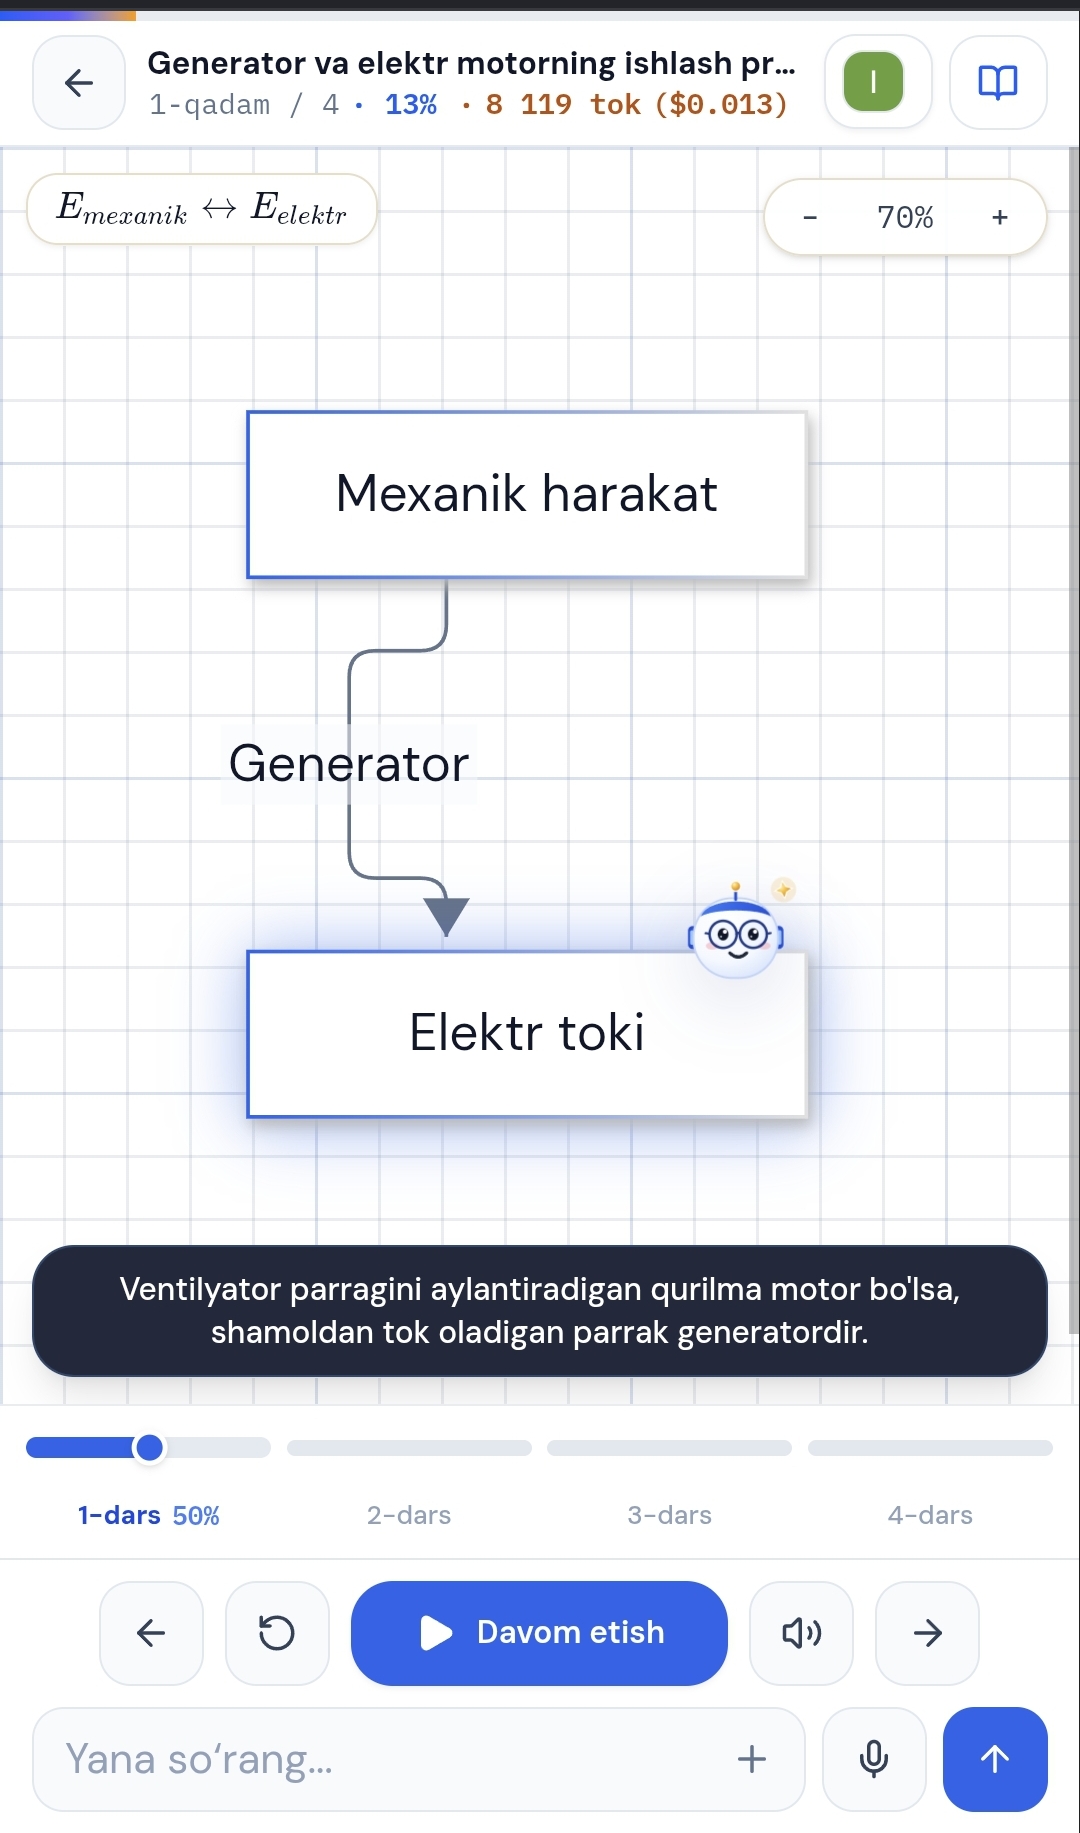 Generator va elektr motorning ishlash pr...
1-qadam / 4 · 13% · 8 119 tok ($0.013)
I
E_mexanik ↔ E_elektr
- 70% +
Mexanik harakat
Generator
Elektr toki
Ventilyator parragini aylantiradigan qurilma motor bo'lsa,
shamoldan tok oladigan parrak generatordir.
1-dars 50% 2-dars 3-dars 4-dars
Davom etish
Yana so‘rang...